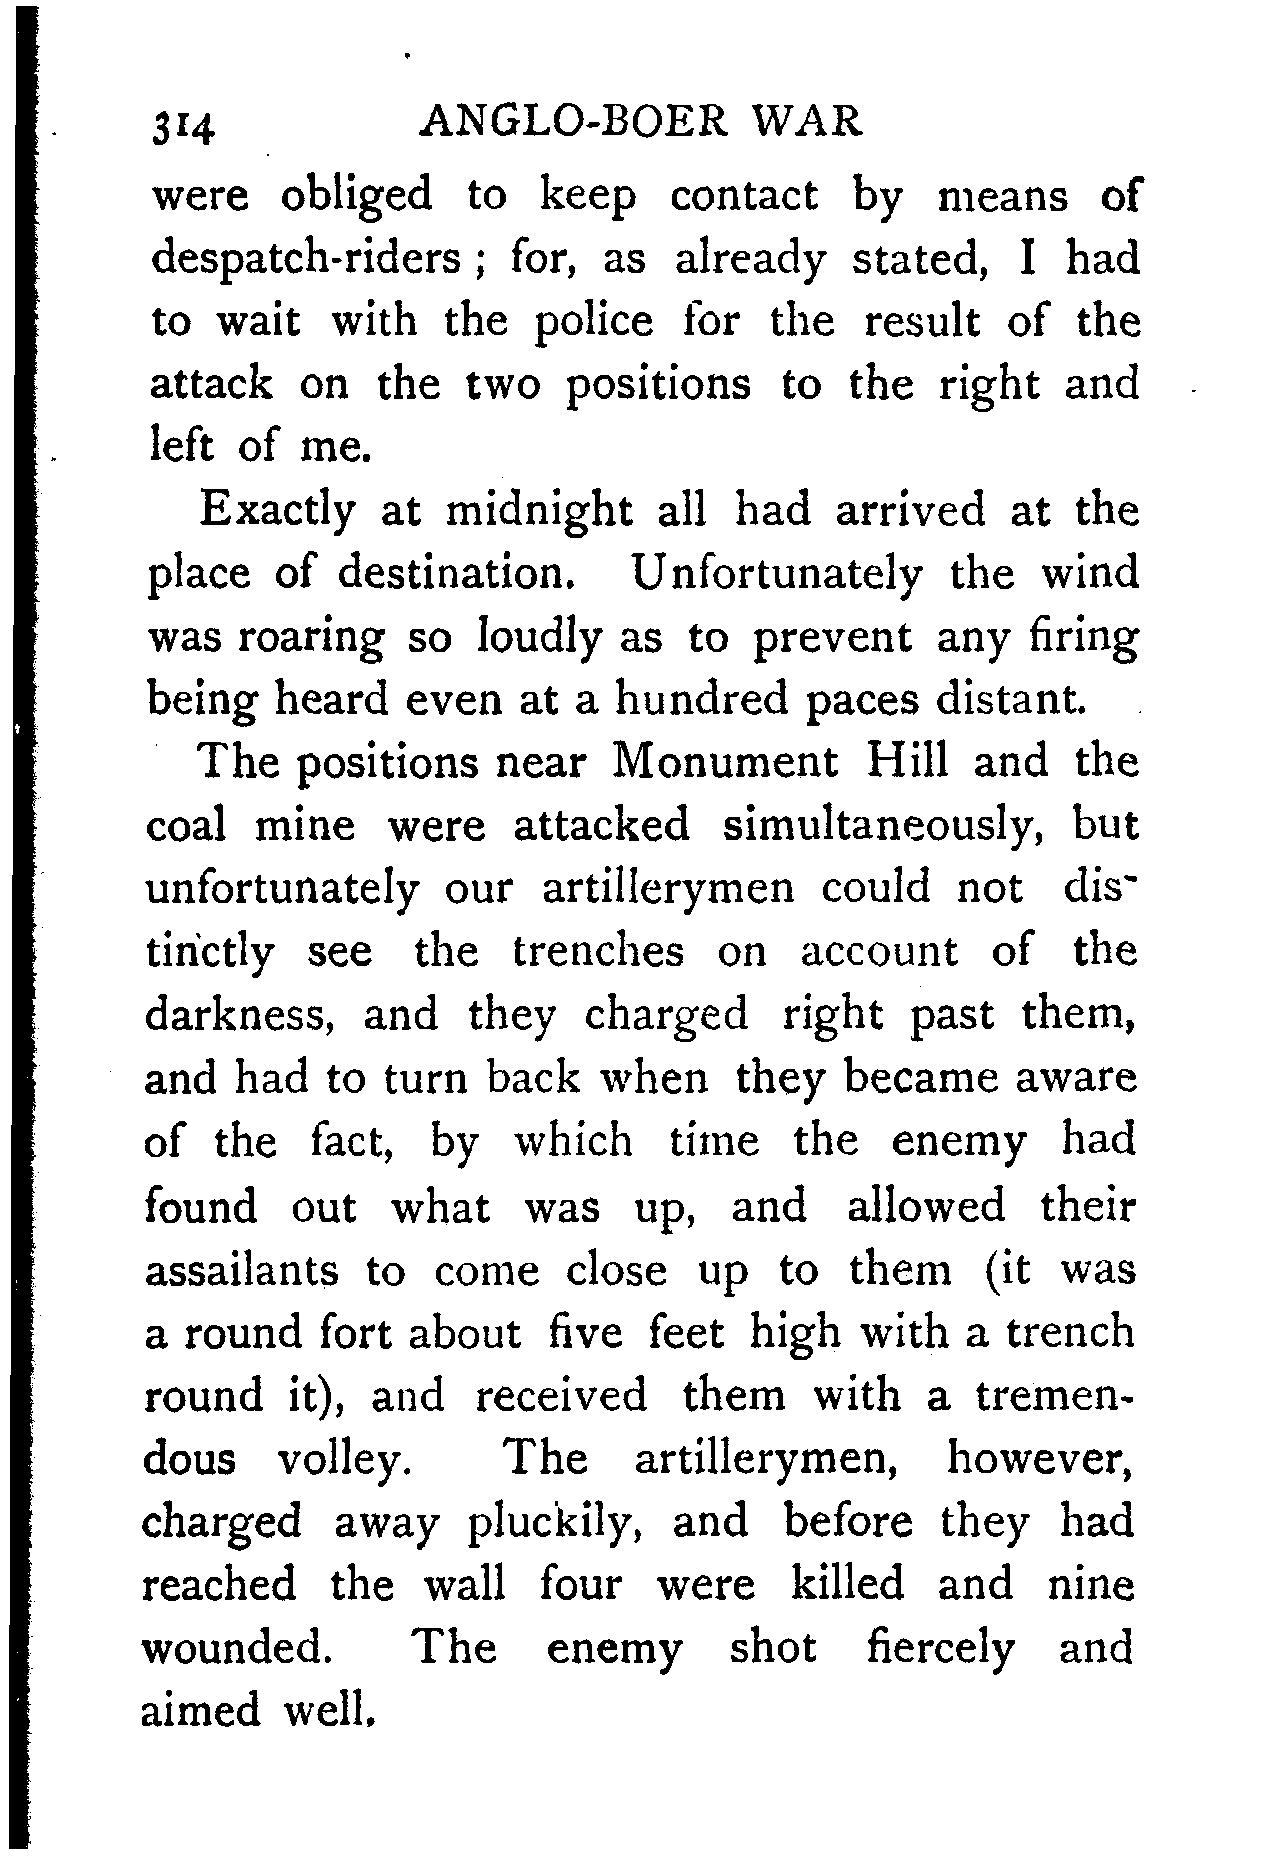 314 ANGLO-BOER WAR
were obliged to keep contact by means of
despatch-riders ; for, as already stated, I had
to wait with the police for the result of the
attack on the two positions to the right and
left of me.
Exactly at midnight all had arrived at the
place of destination. Unfortunately the wind
was roaring so loudly as to prevent any firing
being heard even at a hundred paces distant.
The positions near Monument Hill and the
coal mine were attacked simultaneously, but
unfortunately our artillerymen could not dis-
tinctly see the trenches on account of the
darkness, and they charged right past them,
and had to turn back when they became aware
of the fact, by which time the enemy had
found out what was up, and allowed their
assailants to come close up to them (it was
a round fort about five feet high with a trench
round it), and received them with a tremen-
dous volley. The artillerymen, however,
charged away pluckily, and before they had
reached the wall four were killed and nine
wounded. The enemy shot fiercely and
aimed well.